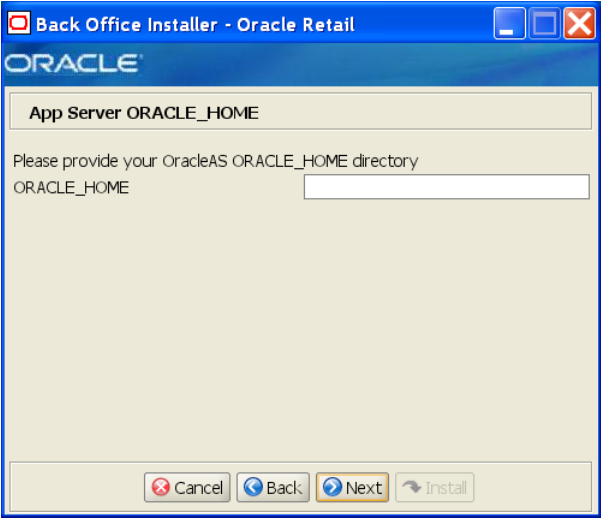 Back Office Installer - Oracle Retail
ORACLE
App Server ORACLE_HOME
Please provide your OracleAS ORACLE_HOME directory
ORACLE_HOME
Cancel Back Next Install